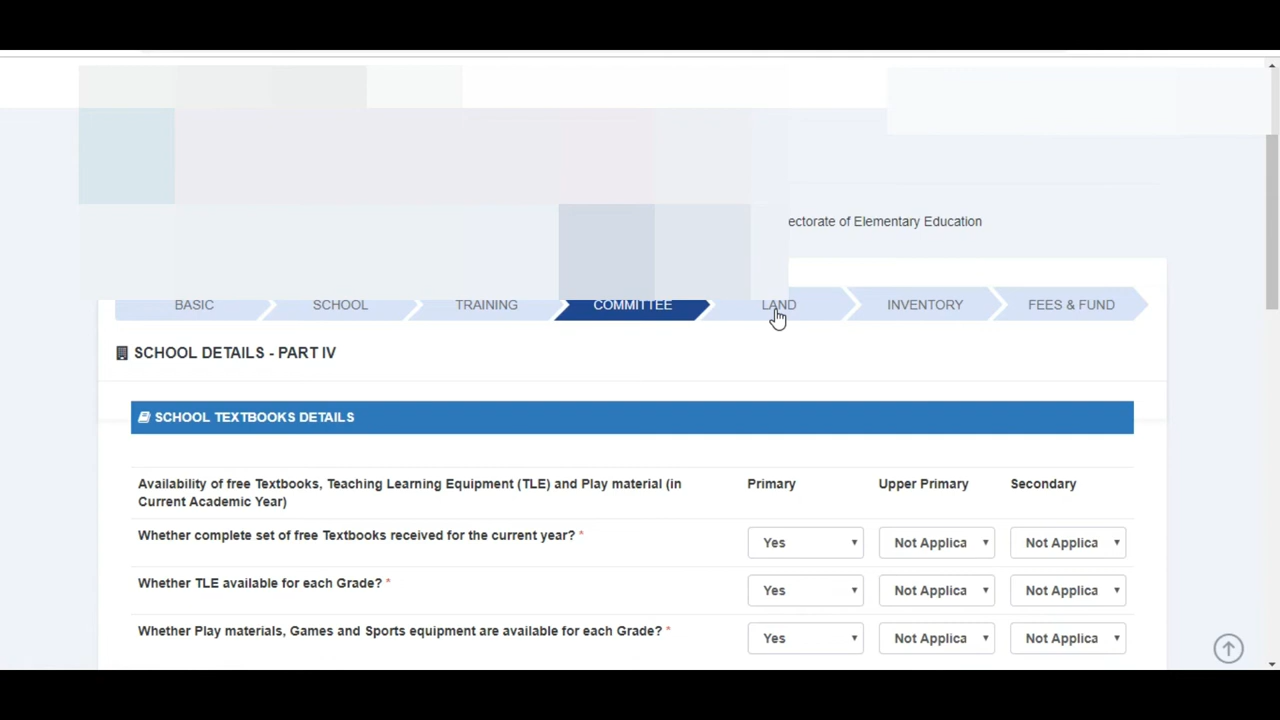 ectorate of Elementary Education
BASIC SCHOOL TRAINING COMMITTEE LAND INVENTORY FEES & FUND
SCHOOL DETAILS - PART IV
SCHOOL TEXTBOOKS DETAILS
Availability of free Textbooks, Teaching Learning Equipment (TLE) and Play material (in Primary Upper Primary Secondary
Current Academic Year)
Whether complete set of free Textbooks received for the current year? * Yes Not Applica Not Applica
Whether TLE available for each Grade? * Yes Not Applica Not Applica
Whether Play materials, Games and Sports equipment are available for each Grade? * Yes Not Applica Not Applica